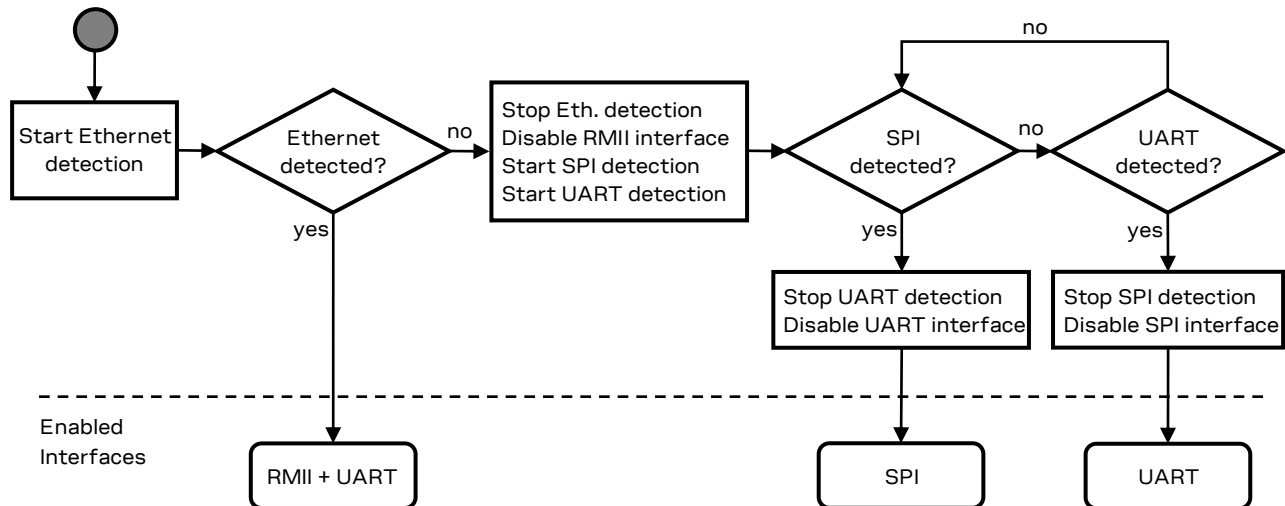 no
Start Ethernet
detection
Ethernet
detected?
no
Stop Eth. detection
Disable RMII interface
Start SPI detection
Start UART detection
SPI
detected?
no
UART
detected?
yes
yes
yes
Stop UART detection
Disable UART interface
Stop SPI detection
Disable SPI interface
Enabled
Interfaces
RMII + UART
SPI
UART